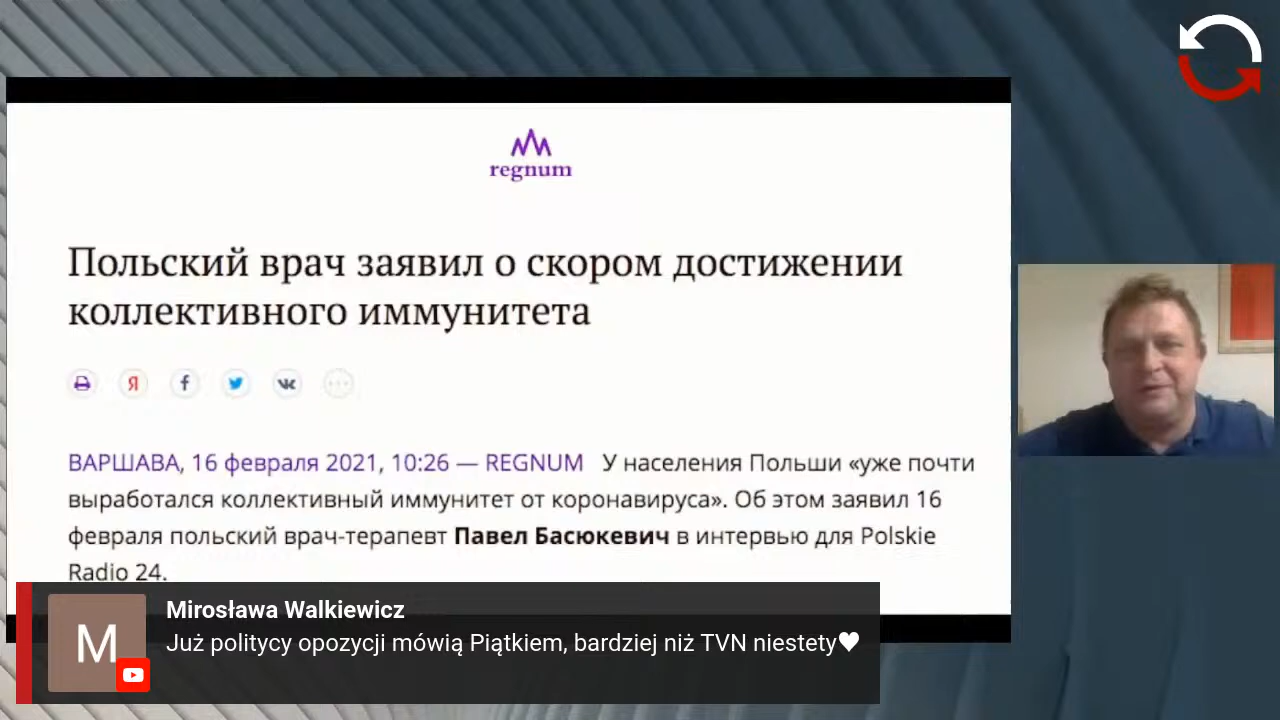 regnum
Польский врач заявил о скором достижении
коллективного иммунитета
ВАРШАВА, 16 февраля 2021, 10:26 — REGNUM У населения Польши «уже почти
выработался коллективный иммунитет от коронавируса». Об этом заявил 16
февраля польский врач-терапевт Павел Басюкевич в интервью для Polskie
Radio 24.
M
Mirosława Walkiewicz
Już politycy opozycji mówią Piątkiem, bardziej niż TVN niestety♥